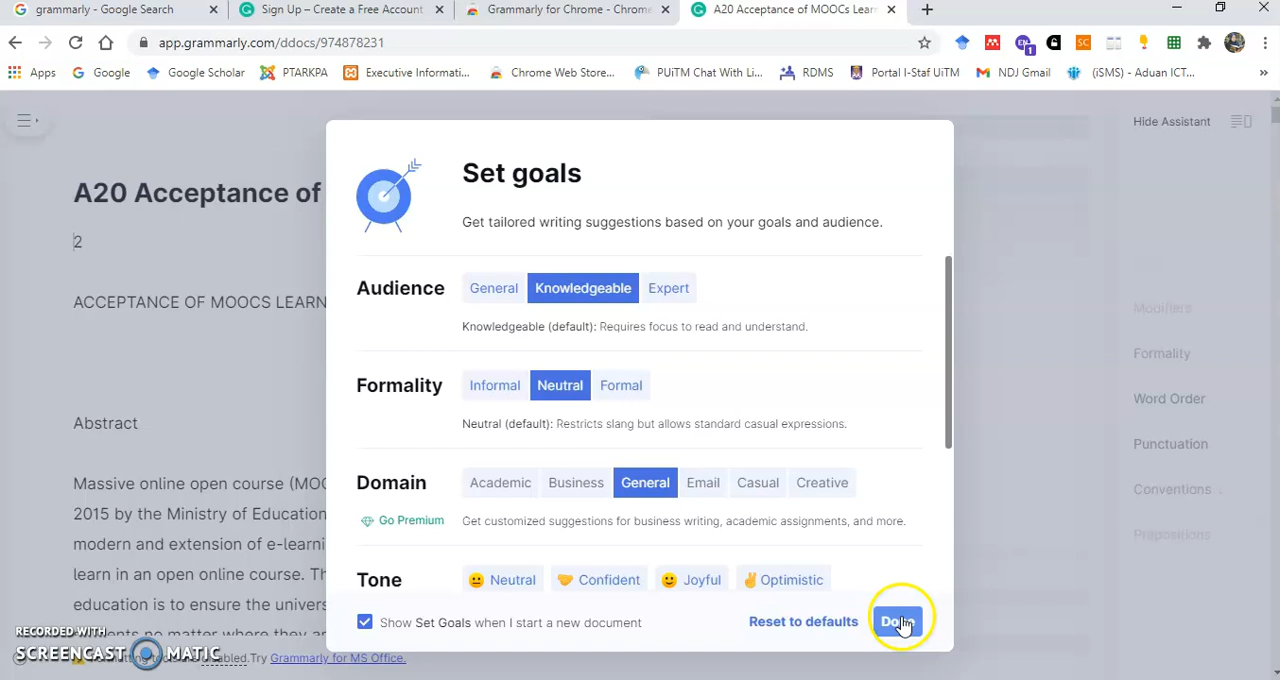 grammarly - Google Search
Sign Up – Create a Free Account
Grammarly for Chrome - Chrome
A20 Acceptance of MOOCs Learn
app.grammarly.com/ddocs/974878231
Apps
Google
Google Scholar
PTARKPA
Executive Informati...
Chrome Web Store...
PUiTM Chat With Li...
RDMS
Portal I-Staf UiTM
NDJ Gmail
(iSMS) - Aduan ICT...
Hide Assistant
A20 Acceptance of
2
ACCEPTANCE OF MOOCS LEARN
Abstract
Massive online open course (MOO
2015 by the Ministry of Education
modern and extension of e-learni
learn in an open online course. Th
education is to ensure the univers
Set goals
Get tailored writing suggestions based on your goals and audience.
Audience
General Knowledgeable Expert
Knowledgeable (default): Requires focus to read and understand.
Formality
Informal Neutral Formal
Neutral (default): Restricts slang but allows standard casual expressions.
Domain
Academic Business General Email Casual Creative
Go Premium
Get customized suggestions for business writing, academic assignments, and more.
Tone
Neutral Confident Joyful Optimistic
Show Set Goals when I start a new document
Reset to defaults
Done
Modifiers
Formality
Word Order
Punctuation
Conventions
Prepositions
RECORDED WITH
SCREENCAST MATIC
Try Grammarly for MS Office.